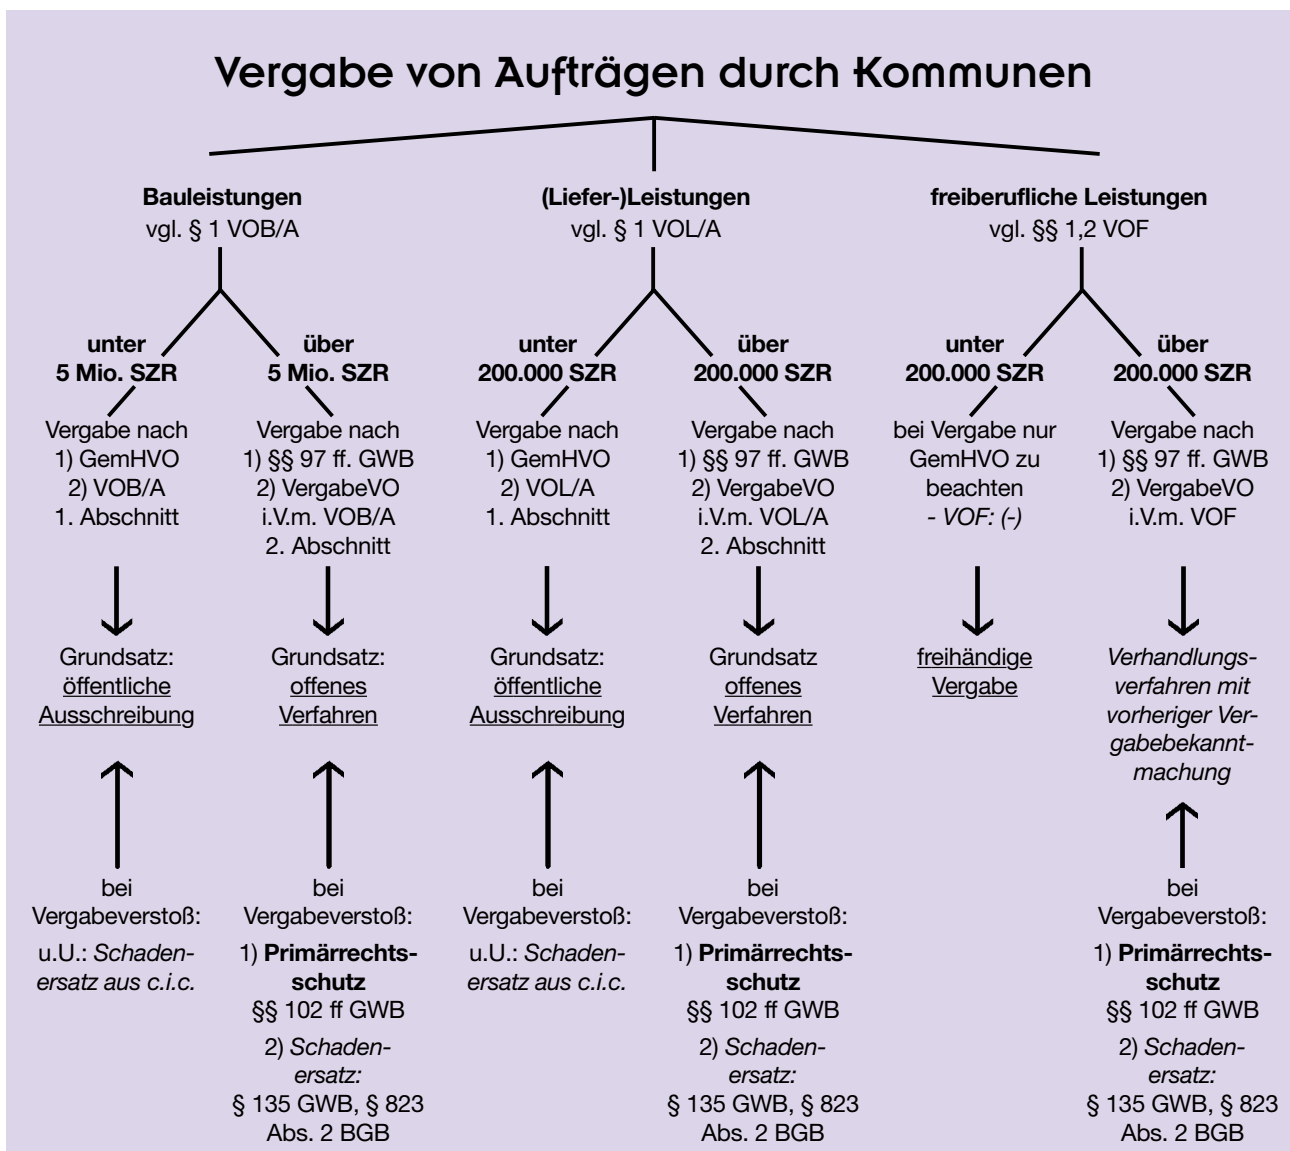 Vergabe von Aufträgen durch Kommunen
Bauleistungen
vgl. § 1 VOB/A
unter
5 Mio. SZR
Vergabe nach
1) GemHVO
2) VOB/A
1. Abschnitt
Grundsatz:
öffentliche
Ausschreibung
bei
Vergabeverstoß:
u.U.: Schaden-
ersatz aus c.i.c.
über
5 Mio. SZR
Vergabe nach
1) §§ 97 ff. GWB
2) VergabeVO
i.V.m. VOB/A
2. Abschnitt
Grundsatz:
offenes
Verfahren
bei
Vergabeverstoß:
1) Primärrechts-
schutz
§§ 102 ff GWB
2) Schaden-
ersatz:
§ 135 GWB, § 823
Abs. 2 BGB
(Liefer-)Leistungen
vgl. § 1 VOL/A
unter
200.000 SZR
Vergabe nach
1) GemHVO
2) VOL/A
1. Abschnitt
Grundsatz:
öffentliche
Ausschreibung
bei
Vergabeverstoß:
u.U.: Schaden-
ersatz aus c.i.c.
über
200.000 SZR
Vergabe nach
1) §§ 97 ff. GWB
2) VergabeVO
i.V.m. VOL/A
2. Abschnitt
Grundsatz
offenes
Verfahren
bei
Vergabeverstoß:
1) Primärrechts-
schutz
§§ 102 ff GWB
2) Schaden-
ersatz:
§ 135 GWB, § 823
Abs. 2 BGB
freiberufliche Leistungen
vgl. §§ 1,2 VOF
unter
200.000 SZR
bei Vergabe nur
GemHVO zu
beachten
- VOF: (-)
freihändige
Vergabe
über
200.000 SZR
Vergabe nach
1) §§ 97 ff. GWB
2) VergabeVO
i.V.m. VOF
Verhandlungs-
verfahren mit
vorheriger Ver-
gabebekannt-
machung
bei
Vergabeverstoß:
1) Primärrechts-
schutz
§§ 102 ff GWB
2) Schaden-
ersatz:
§ 135 GWB, § 823
Abs. 2 BGB